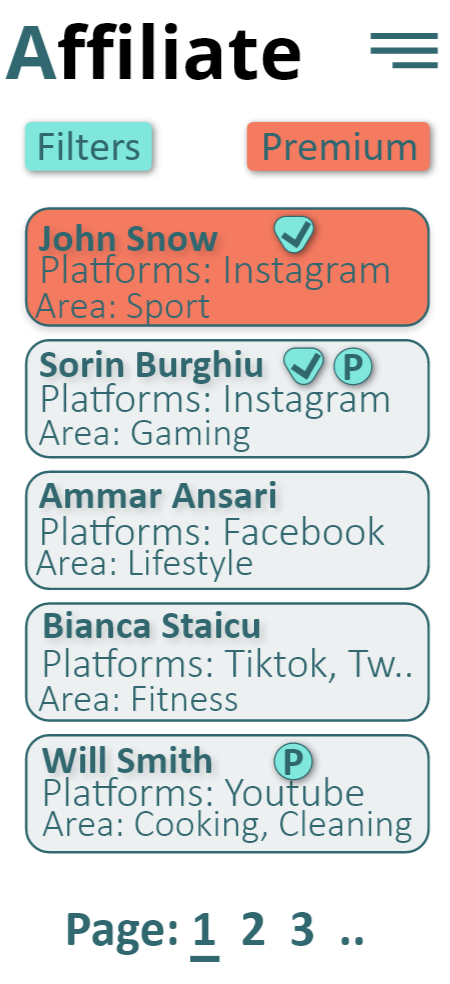 Affiliate
Filters Premium
John Snow
Platforms: Instagram
Area: Sport
Sorin Burghiu P
Platforms: Instagram
Area: Gaming
Ammar Ansari
Platforms: Facebook
Area: Lifestyle
Bianca Staicu
Platforms: Tiktok, Tw..
Area: Fitness
Will Smith P
Platforms: Youtube
Area: Cooking, Cleaning
Page: 1 2 3 ..